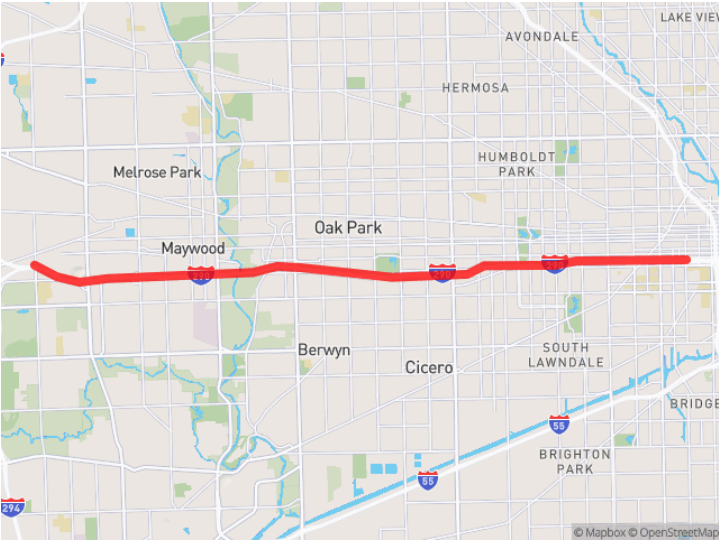 LAKE VIEW
AVONDALE
HERMOSA
HUMBOLDT
PARK
Melrose Park
Oak Park
Maywood
290
290
290
Berwyn
Cicero
SOUTH
LAWNDALE
BRIDGE
55
BRIGHTON
PARK
55
294
© Mapbox © OpenStreetMap